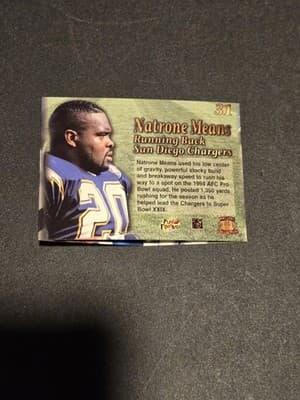 31
Natrone Means
Running Back
San Diego Chargers
Natrone Means used his low center
of gravity, powerful stocky build
and breakaway speed to rush his
way to a spot on the 1994 AFC Pro
Bowl squad. He posted 1,350 yards
rushing for the season as he
helped lead the Chargers to Super
Bowl XXIX.
20